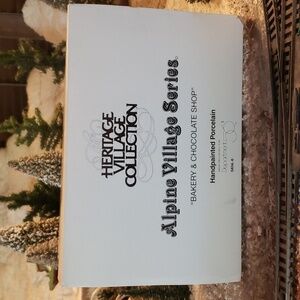 HERITAGE
VILLAGE
COLLECTION
Alpine Village Series®
"BAKERY & CHOCOLATE SHOP"
Handpainted Porcelain